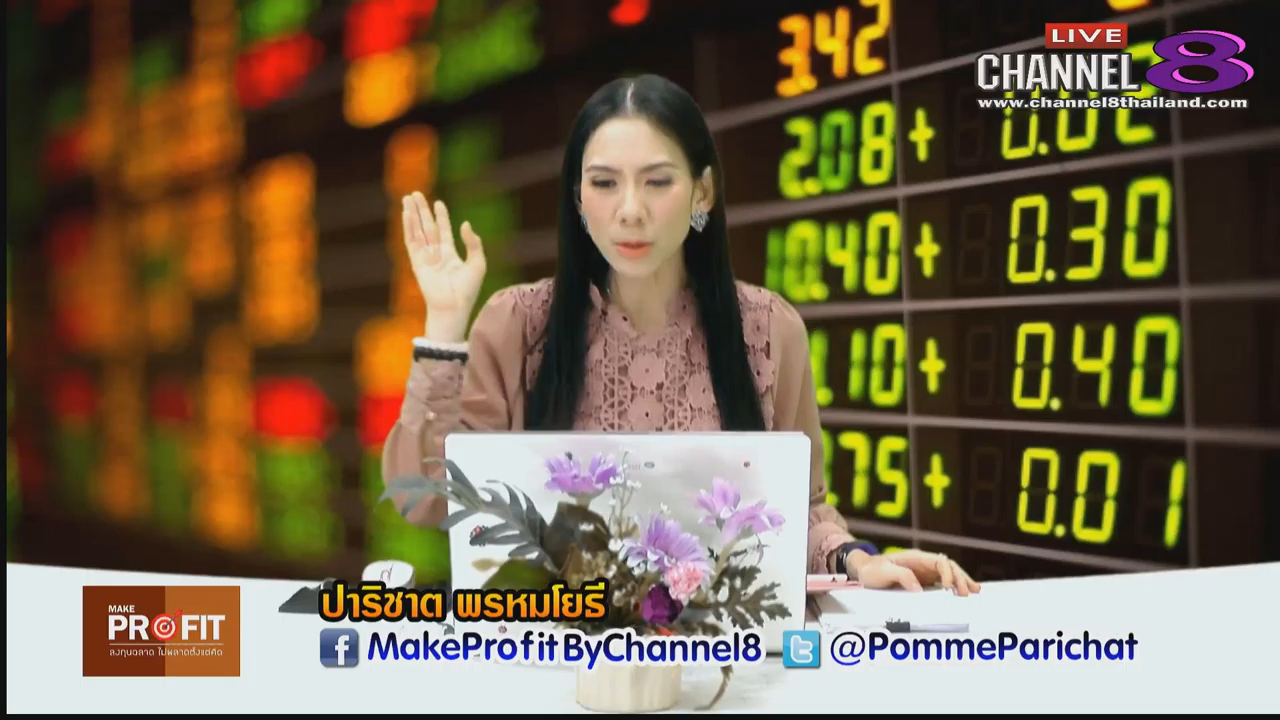 LIVE
CHANNEL 8
www.channel8thailand.com
3.42
2.08 + 0.02
10.40 + 0.30
.10 + 0.40
.75 + 0.01
ปาริชาต พรหมโยธี
MAKE
PROFIT
ลงทุนฉลาด ไม่พลาดตั้งแต่คิด
f MakeProfitByChannel8 t @PommeParichat